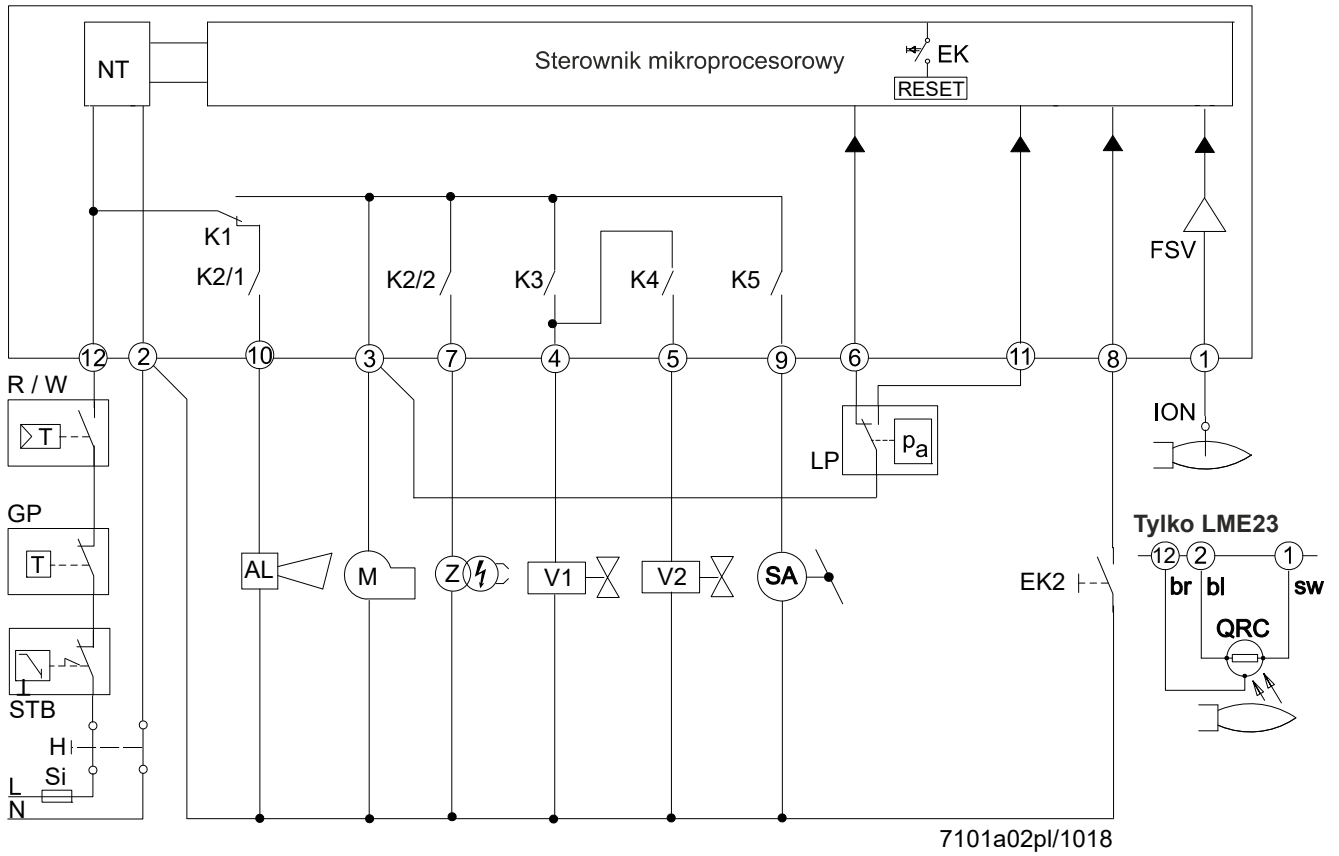 NT
Sterownik mikroprocesorowy
EK
RESET
K1
K2/1
K2/2
K3
K4
K5
FSV
12
2
10
3
7
4
5
9
6
11
8
1
R / W
T
LP
pa
ION
GP
T
Tylko LME23
12
2
1
br
bl
sw
QRC
AL
M
Z
V1
V2
SA
EK2
STB
H
Si
L
N
7101a02pl/1018